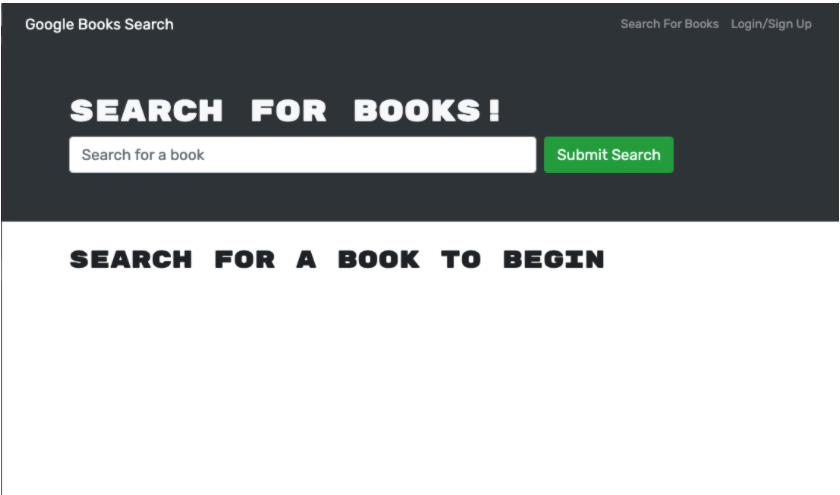 Google Books Search
Search For Books Login/Sign Up
SEARCH FOR BOOKS!
Search for a book
Submit Search
SEARCH FOR A BOOK TO BEGIN